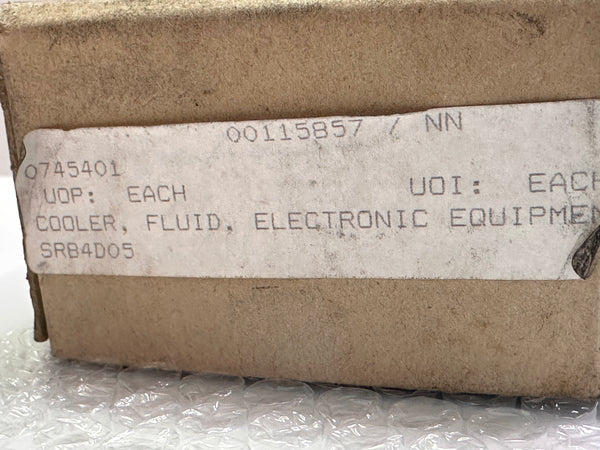 00115857 / NN
0745401
UOP: EACH UOI: EACH
COOLER, FLUID, ELECTRONIC EQUIPMEN
SRB4D05